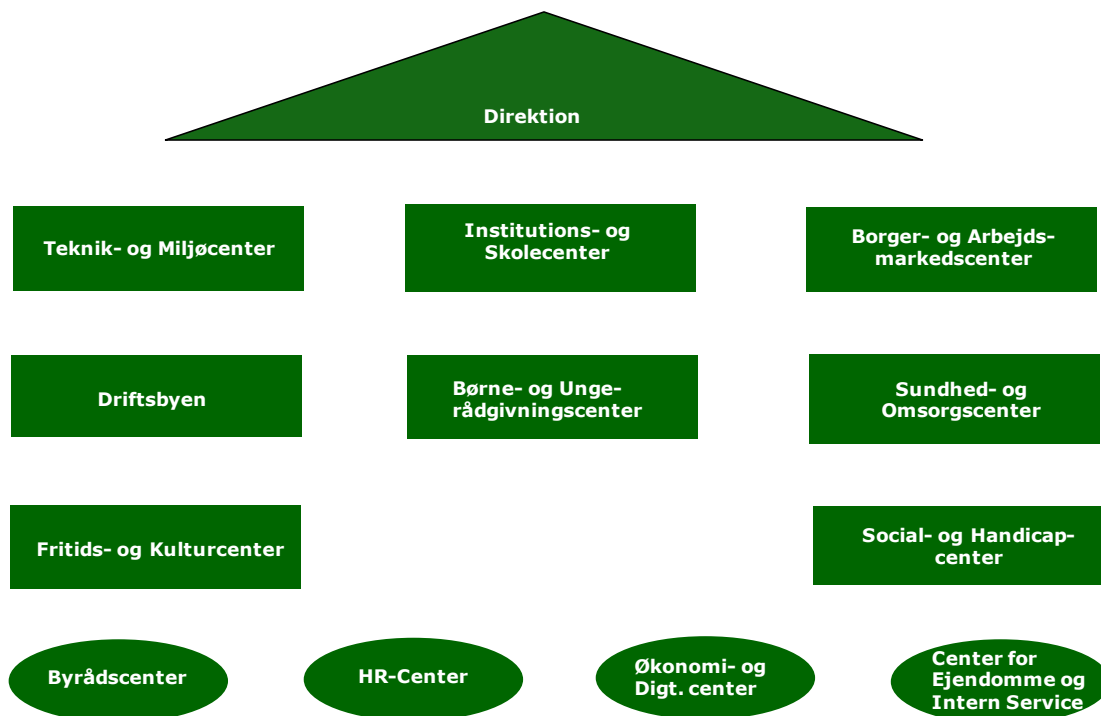 Direktion
Teknik- og Miljøcenter
Institutions- og
Skolecenter
Borger- og Arbejds-
markedscenter
Driftsbyen
Børne- og Unge-
rådgivningscenter
Sundhed- og
Omsorgscenter
Fritids- og Kulturcenter
Social- og Handicap-
center
Byrådscenter
HR-Center
Økonomi- og
Digt. center
Center for
Ejendomme og
Intern Service